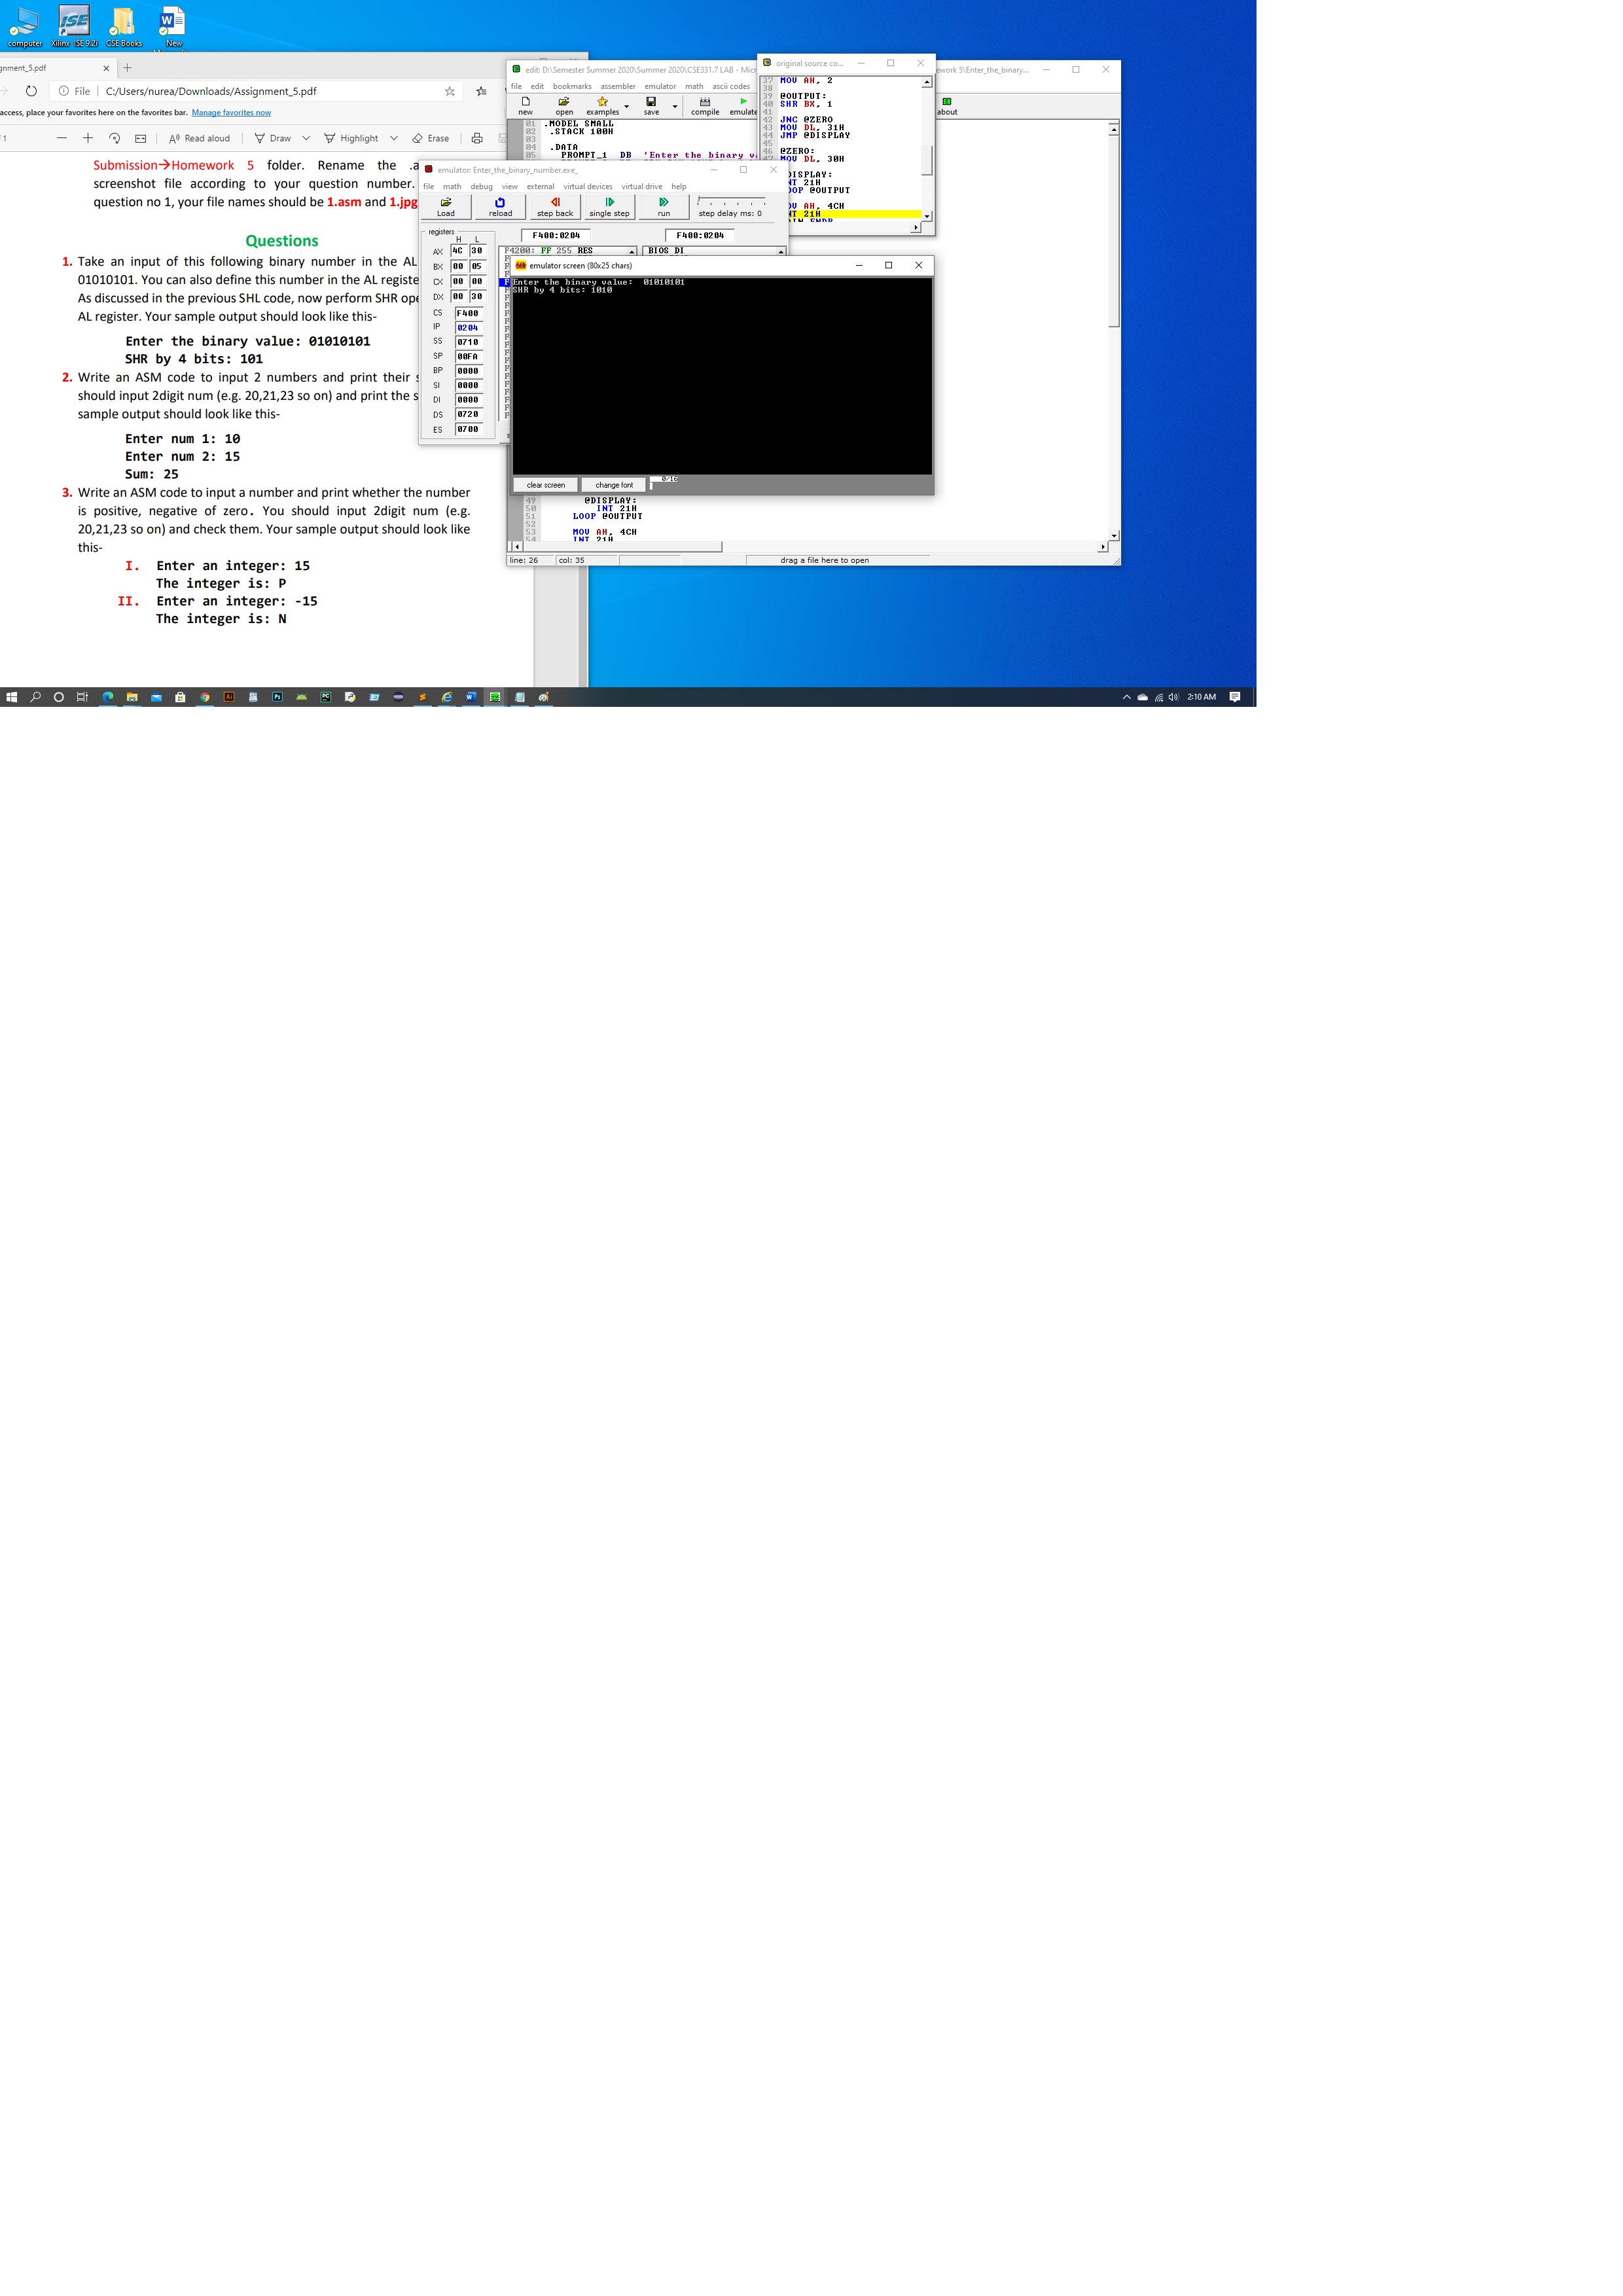 computer
Xilinx ISE 9.2i
CSE Books
New
gnment_5.pdf
File
C:/Users/nurea/Downloads/Assignment_5.pdf
access, place your favorites here on the favorites bar. Manage favorites now
1
Read aloud
Draw
Highlight
Erase
Submission→Homework 5 folder. Rename the .a
screenshot file according to your question number.
question no 1, your file names should be 1.asm and 1.jpg
Questions
1. Take an input of this following binary number in the AL
01010101. You can also define this number in the AL registe
As discussed in the previous SHL code, now perform SHR ope
AL register. Your sample output should look like this-
Enter the binary value: 01010101
SHR by 4 bits: 101
2. Write an ASM code to input 2 numbers and print their s
should input 2digit num (e.g. 20,21,23 so on) and print the s
sample output should look like this-
Enter num 1: 10
Enter num 2: 15
Sum: 25
3. Write an ASM code to input a number and print whether the number
is positive, negative of zero. You should input 2digit num (e.g.
20,21,23 so on) and check them. Your sample output should look like
this-
I. Enter an integer: 15
The integer is: P
II. Enter an integer: -15
The integer is: N
edit: D:\Semester Summer 2020\Summer 2020\CSE331.7 LAB - Micr
ework 5\Enter_the_binary...
file edit bookmarks assembler emulator math ascii codes
new open examples save compile emulate
about
01 .MODEL SMALL
02 .STACK 100H
03
04 .DATA
05 PROMPT_1 DB 'Enter the binary v
original source co...
37 MOV AH, 2
38
39 @OUTPUT:
40 SHR BX, 1
41
42 JNC @ZERO
43 MOV DL, 31H
44 JMP @DISPLAY
45
46 @ZERO:
MOV DL, 30H
DISPLAY:
NT 21H
OOP @OUTPUT
OV AH, 4CH
NT 21H
emulator: Enter_the_binary_number.exe_
file math debug view external virtual devices virtual drive help
Load reload step back single step run step delay ms: 0
registers
H L
F400:0204
F400:0204
AX 4C 30
BX 00 05
CX 00 00
DX 00 30
CS F400
IP 0204
SS 0710
SP 00FA
BP 0000
SI 0000
DI 0000
DS 0720
ES 0700
F4200: FF 255 RES
BIOS DI
emulator screen (80x25 chars)
Enter the binary value: 01010101
SHR by 4 bits: 1010
clear screen
change font
0/16
49 @DISPLAY:
50 INT 21H
51 LOOP @OUTPUT
52
53 MOV AH, 4CH
54 INT 21H
line: 26
col: 35
drag a file here to open
2:10 AM